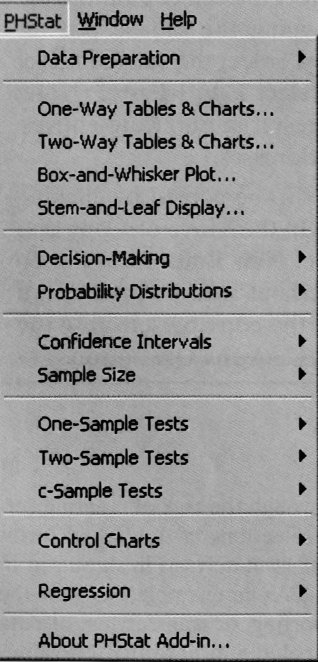 PHStat Window Help
Data Preparation
One-Way Tables & Charts...
Two-Way Tables & Charts...
Box-and-Whisker Plot...
Stem-and-Leaf Display...
Decision-Making
Probability Distributions
Confidence Intervals
Sample Size
One-Sample Tests
Two-Sample Tests
c-Sample Tests
Control Charts
Regression
About PHStat Add-in...